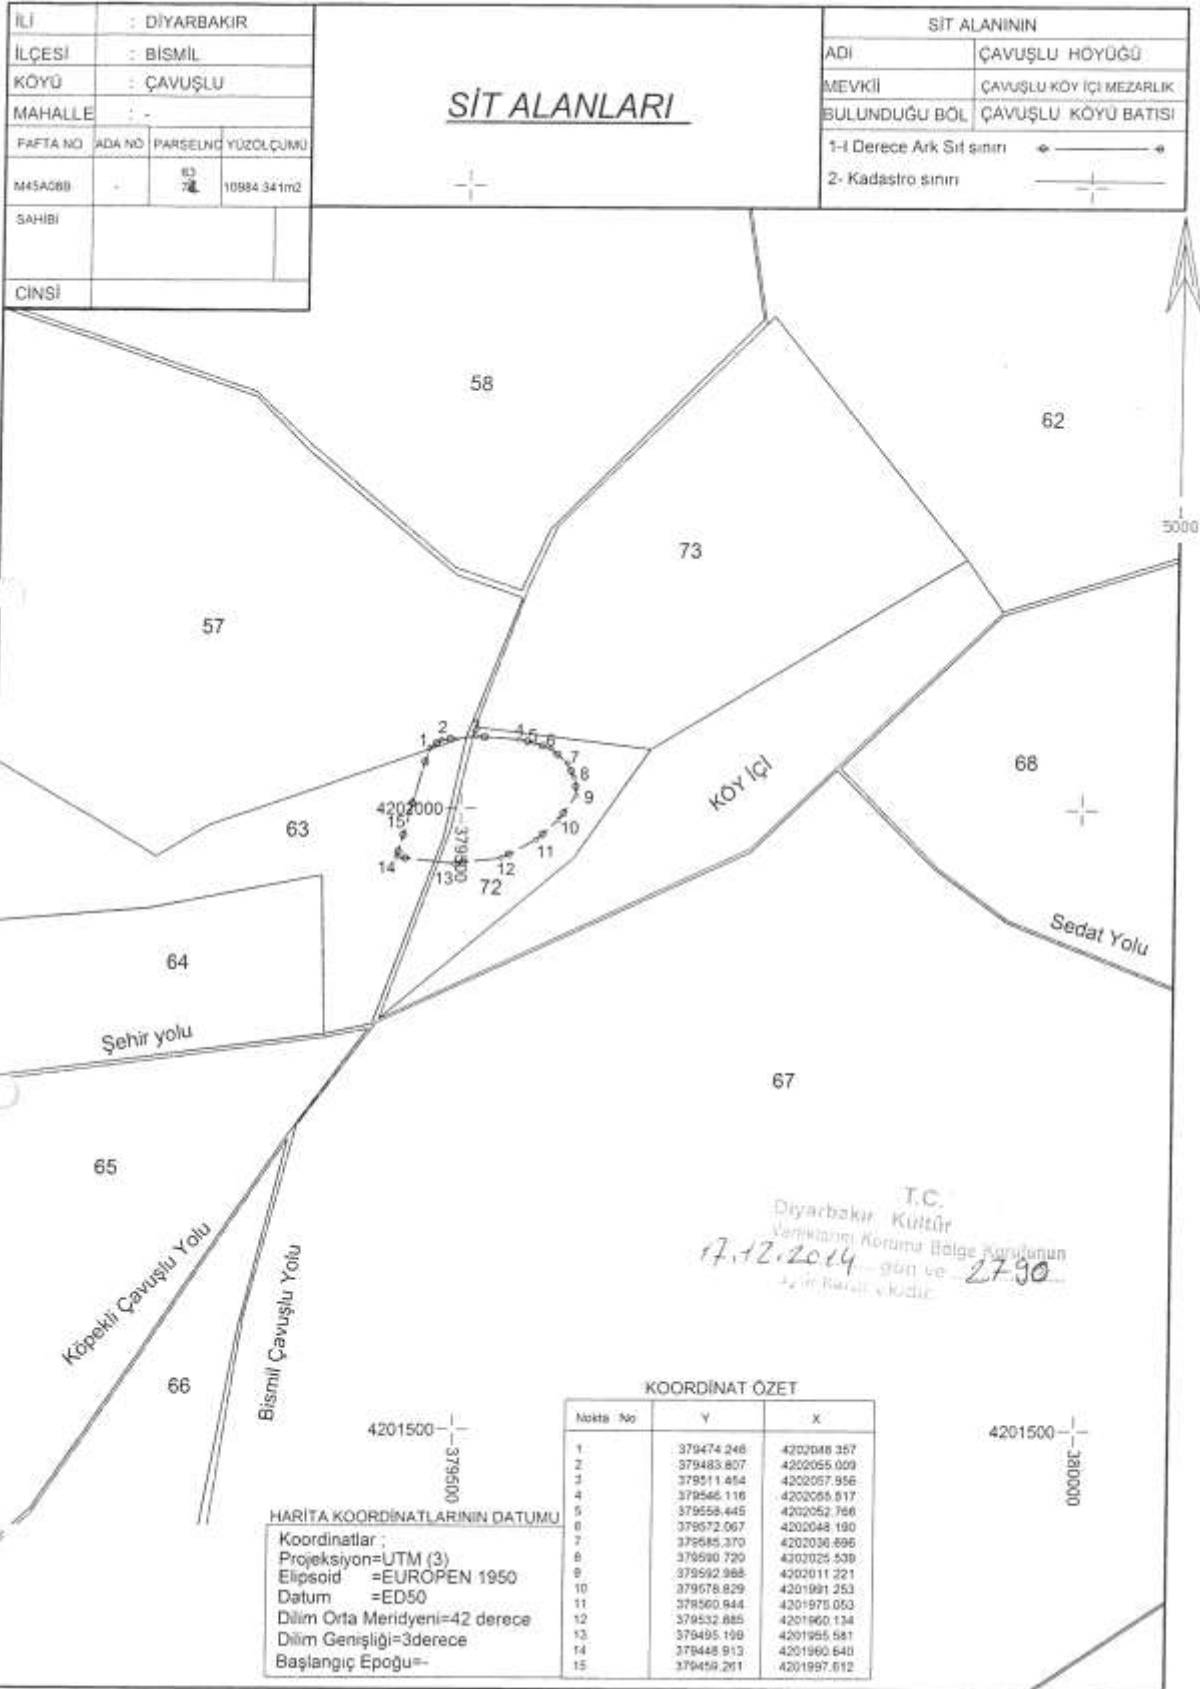 İLİ : DİYARBAKIR
İLÇESİ : BİSMİL
KÖYÜ : ÇAVUŞLU
MAHALLE : -
PAFTA NO ADA NO PARSELNO YÜZÖLÇÜMÜ
M45A08B - 63 10984.341m2
SAHİBİ
CİNSİ
SİT ALANLARI
SİT ALANININ
ADI ÇAVUŞLU HÖYÜĞÜ
MEVKİİ ÇAVUŞLU KÖY İÇİ MEZARLIK
BULUNDUĞU BÖL ÇAVUŞLU KÖYÜ BATISI
1-I Derece Ark Sit sınırı
2- Kadastro sınırı
58
62
1
5000
73
57
1 2 3 4 5 6 7 8 9 10 11 12 13 14 15
4202000
379500
72
63
KÖY İÇİ
68
64
Sedat Yolu
Şehir yolu
67
65
Köpekli Çavuşlu Yolu
Bismil Çavuşlu Yolu
66
T.C.
Diyarbakır Kültür
Varlıklarını Koruma Bölge Kurulunun
17.12.2014 gün ve 2790
4201500
379500
4201500
380000
KOORDİNAT ÖZET
Nokta No Y X
1 379474.246 4202048.357
2 379483.807 4202055.009
3 379511.454 4202057.956
4 379546.116 4202055.517
5 379558.445 4202052.766
6 379572.067 4202048.190
7 379585.370 4202036.696
8 379590.720 4202025.539
9 379592.988 4202011.221
10 379578.829 4201991.253
11 379560.944 4201975.053
12 379532.885 4201960.134
13 379495.199 4201955.581
14 379448.913 4201960.640
15 379459.261 4201997.612
HARİTA KOORDİNATLARININ DATUMU
Koordinatlar :
Projeksiyon=UTM (3)
Elipsoid =EUROPEN 1950
Datum =ED50
Dilim Orta Meridyeni=42 derece
Dilim Genişliği=3derece
Başlangıç Epoğu=-